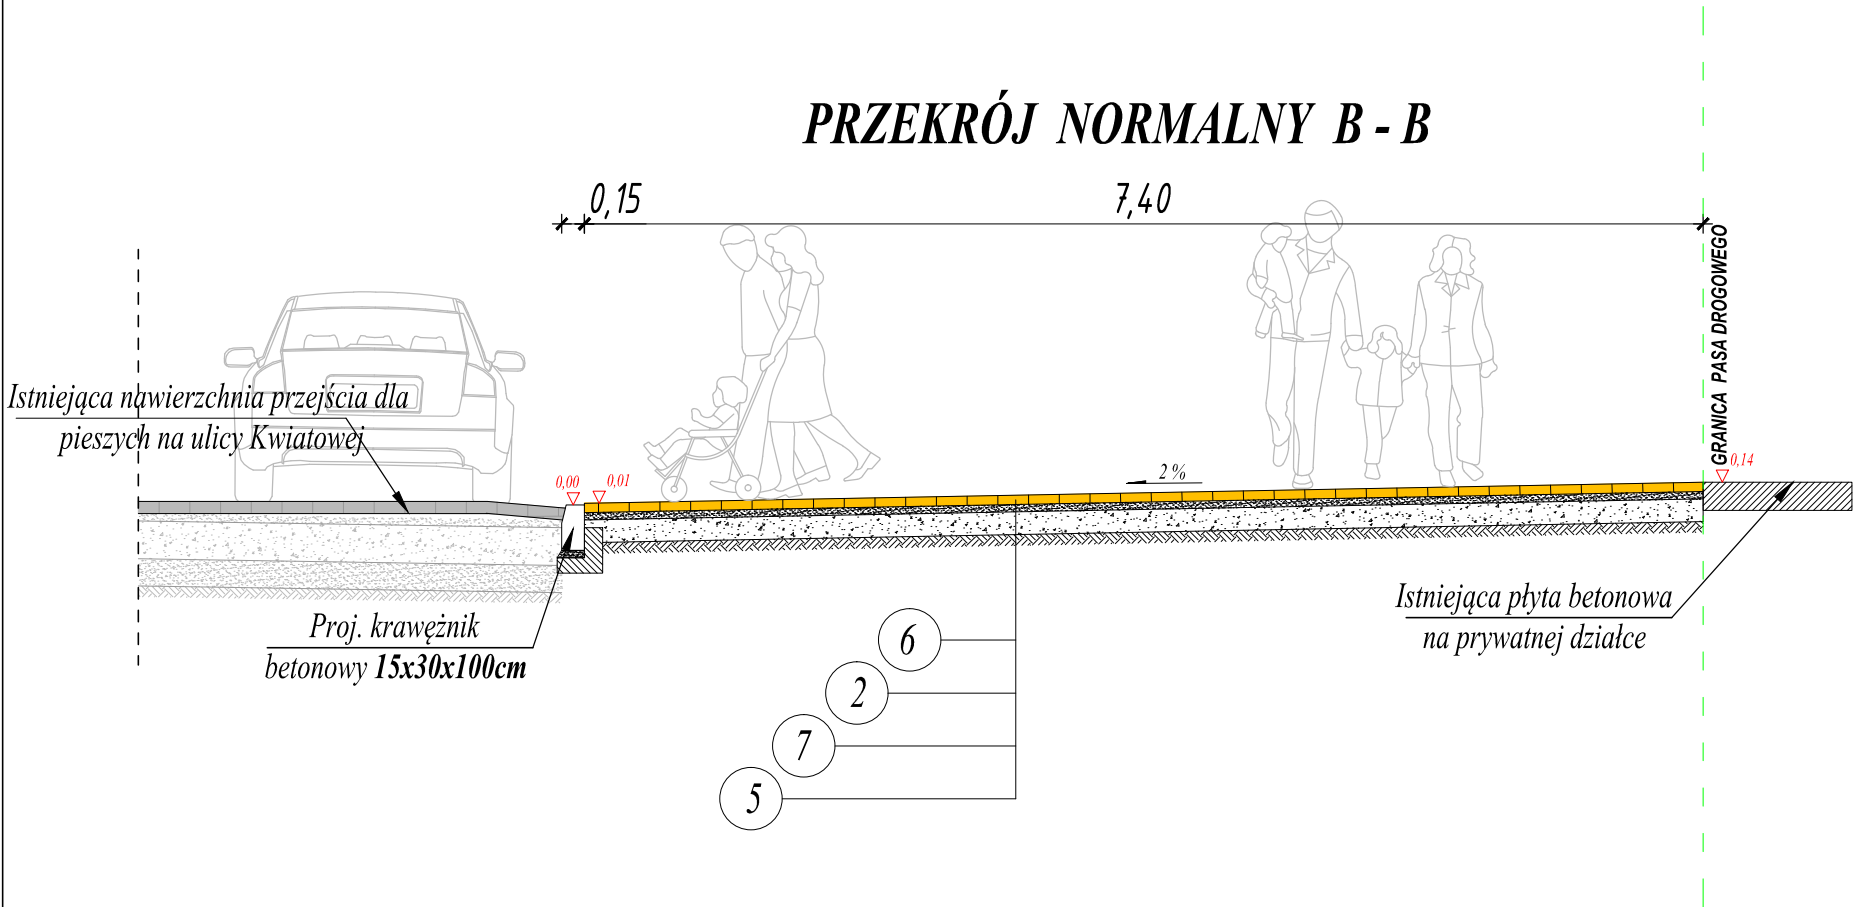 PRZEKRÓJ NORMALNY B - B
0,15
7,40
GRANICA PASA DROGOWEGO
Istniejąca nawierzchnia przejścia dla
pieszych na ulicy Kwiatowej
0,00
0,01
2%
0,14
Proj. krawężnik
betonowy 15x30x100cm
Istniejąca płyta betonowa
na prywatnej działce
6
2
7
5